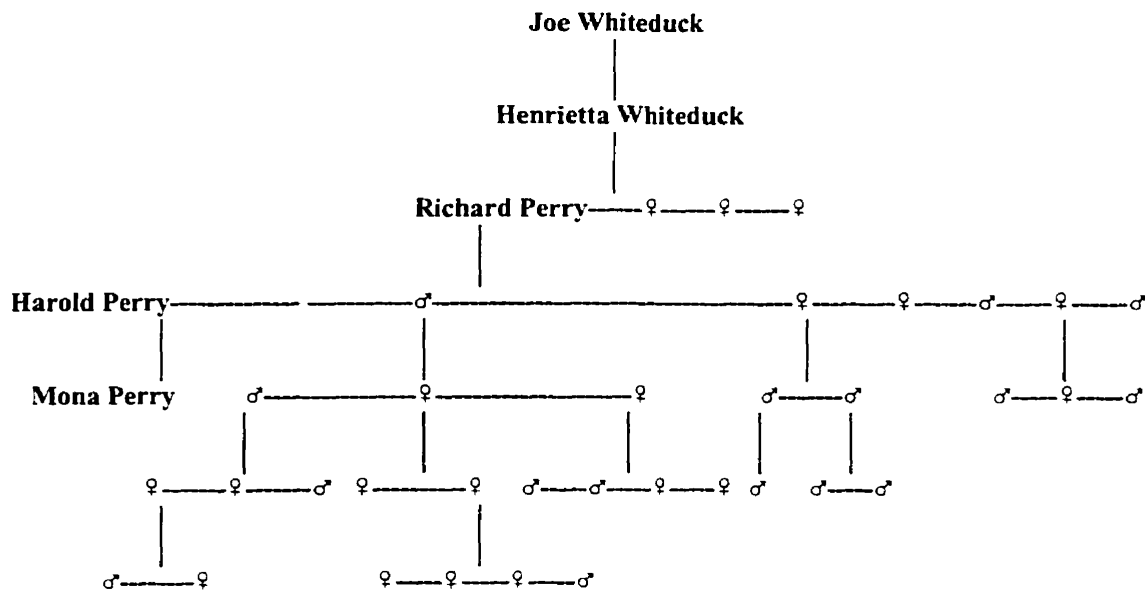 Joe Whiteduck
Henrietta Whiteduck
Richard Perry ♀ ♀ ♀
Harold Perry ♂ ♀ ♀ ♂ ♀ ♂
Mona Perry ♂ ♀ ♀ ♂ ♂ ♂ ♀ ♂
♀ ♀ ♂ ♀ ♀ ♂ ♂ ♀ ♀ ♂ ♂ ♂
♂ ♀ ♀ ♀ ♀ ♂